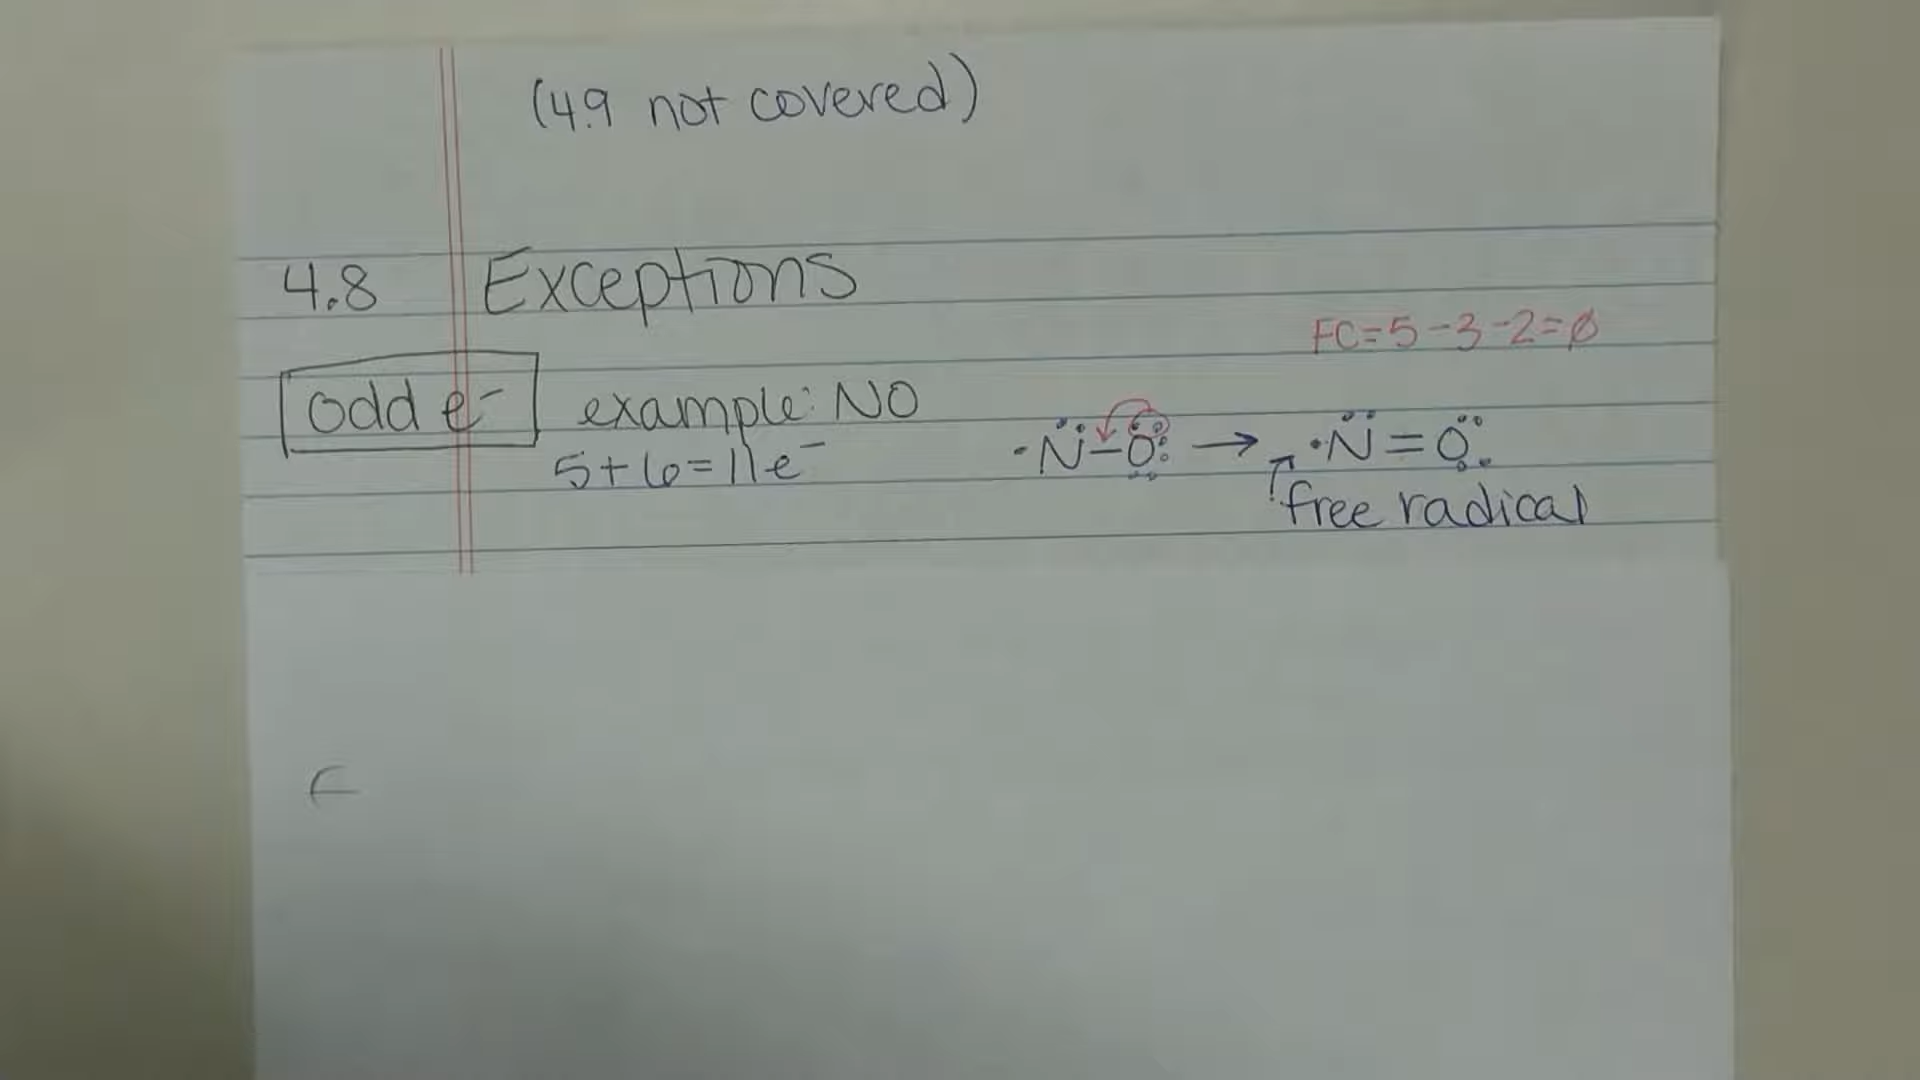 (4.9 not covered)
4.8 Exceptions
FC=5-3-2=∅
odd e⁻ example: NO ·N̈-Ö: → ·N̈=Ö:
5+6=11e⁻ free radical